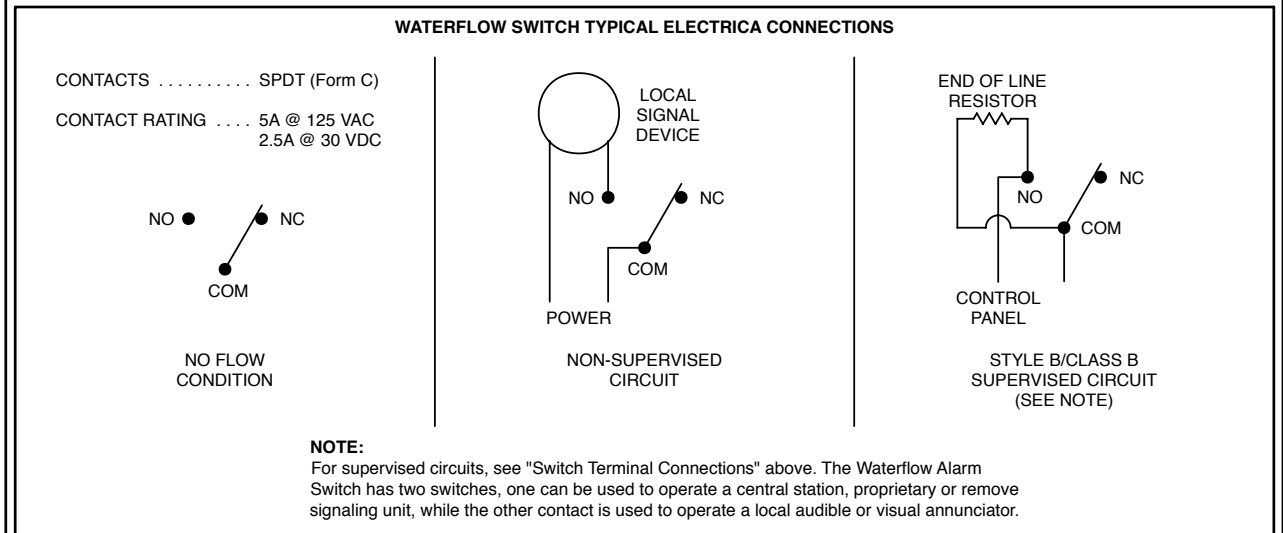 WATERFLOW SWITCH TYPICAL ELECTRICA CONNECTIONS
CONTACTS .......... SPDT (Form C)
CONTACT RATING .... 5A @ 125 VAC
2.5A @ 30 VDC
NO
NC
COM
NO FLOW
CONDITION
LOCAL
SIGNAL
DEVICE
NO
NC
COM
POWER
NON-SUPERVISED
CIRCUIT
END OF LINE
RESISTOR
NC
NO
COM
CONTROL
PANEL
STYLE B/CLASS B
SUPERVISED CIRCUIT
(SEE NOTE)
NOTE:
For supervised circuits, see "Switch Terminal Connections" above. The Waterflow Alarm
Switch has two switches, one can be used to operate a central station, proprietary or remove
signaling unit, while the other contact is used to operate a local audible or visual annunciator.